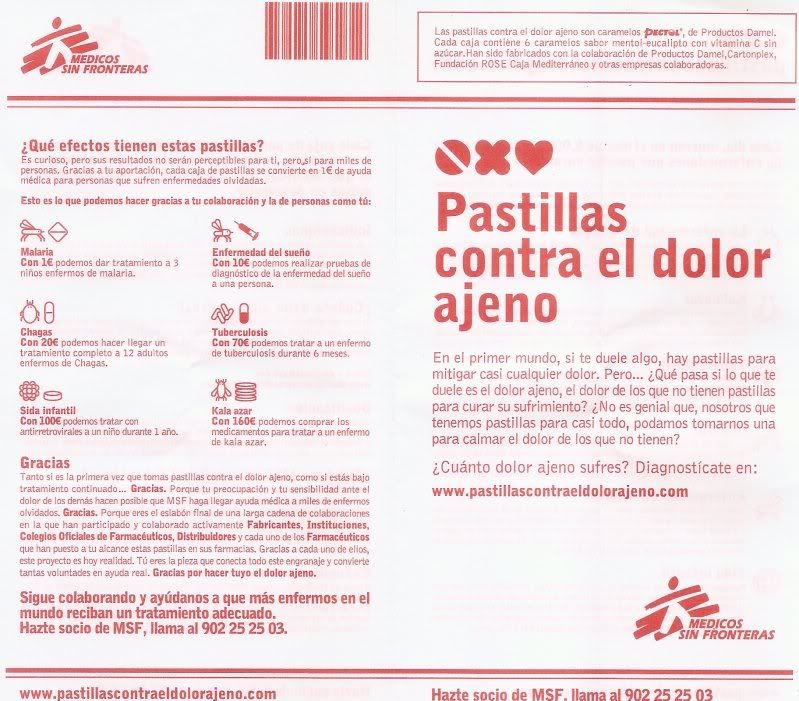 MEDICOS
SIN FRONTERAS
Las pastillas contra el dolor ajeno son caramelos PECTOL®, de Productos Damel.
Cada caja contiene 6 caramelos sabor mentol-eucalipto con vitamina C sin
azúcar.Han sido fabricados con la colaboración de Productos Damel,Cartonplex,
Fundación ROSE Caja Mediterráneo y otras empresas colaboradoras.
¿Qué efectos tienen estas pastillas?
Es curioso, pero sus resultados no serán perceptibles para ti, pero,sí para miles de
personas. Gracias a tu aportación, cada caja de pastillas se convierte en 1€ de ayuda
médica para personas que sufren enfermedades olvidadas.
Esto es lo que podemos hacer gracias a tu colaboración y la de personas como tú:
Malaria
Con 1€ podemos dar tratamiento a 3
niños enfermos de malaria.
Enfermedad del sueño
Con 10€ podemos realizar pruebas de
diagnóstico de la enfermedad del sueño
a una persona.
Chagas
Con 20€ podemos hacer llegar un
tratamiento completo a 12 adultos
enfermos de Chagas.
Tuberculosis
Con 70€ podemos tratar a un enfermo
de tuberculosis durante 6 meses.
Sida infantil
Con 100€ podemos tratar con
antirretrovirales a un niño durante 1 año.
Kala azar
Con 160€ podemos comprar los
medicamentos para tratar a un enfermo
de kala azar.
Gracias
Tanto si es la primera vez que tomas pastillas contra el dolor ajeno, como si estás bajo
tratamiento continuado... Gracias. Porque tu preocupación y tu sensibilidad ante el
dolor de los demás hacen posible que MSF haga llegar ayuda médica a miles de enfermos
olvidados. Gracias. Porque eres el eslabón final de una larga cadena de colaboraciones
en la que han participado y colaborado activamente Fabricantes, Instituciones,
Colegios Oficiales de Farmacéuticos, Distribuidores y cada uno de los Farmacéuticos
que han puesto a tu alcance estas pastillas en sus farmacias. Gracias a cada uno de ellos,
este proyecto es hoy realidad. Tú eres la pieza que conecta todo este engranaje y convierte
tantas voluntades en ayuda real. Gracias por hacer tuyo el dolor ajeno.
Sigue colaborando y ayúdanos a que más enfermos en el
mundo reciban un tratamiento adecuado.
Hazte socio de MSF, llama al 902 25 25 03.
www.pastillascontraeldolorajeno.com
Pastillas
contra el dolor
ajeno
En el primer mundo, si te duele algo, hay pastillas para
mitigar casi cualquier dolor. Pero... ¿Qué pasa si lo que te
duele es el dolor ajeno, el dolor de los que no tienen pastillas
para curar su sufrimiento? ¿No es genial que, nosotros que
tenemos pastillas para casi todo, podamos tomarnos una
para calmar el dolor de los que no tienen?
¿Cuánto dolor ajeno sufres? Diagnostícate en:
www.pastillascontraeldolorajeno.com
MEDICOS
SIN FRONTERAS
Hazte socio de MSF, llama al 902 25 25 03